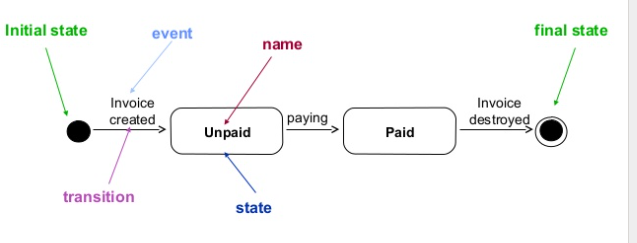 Initial state
event
name
final state
Invoice
created
Unpaid
paying
Paid
Invoice
destroyed
transition
state